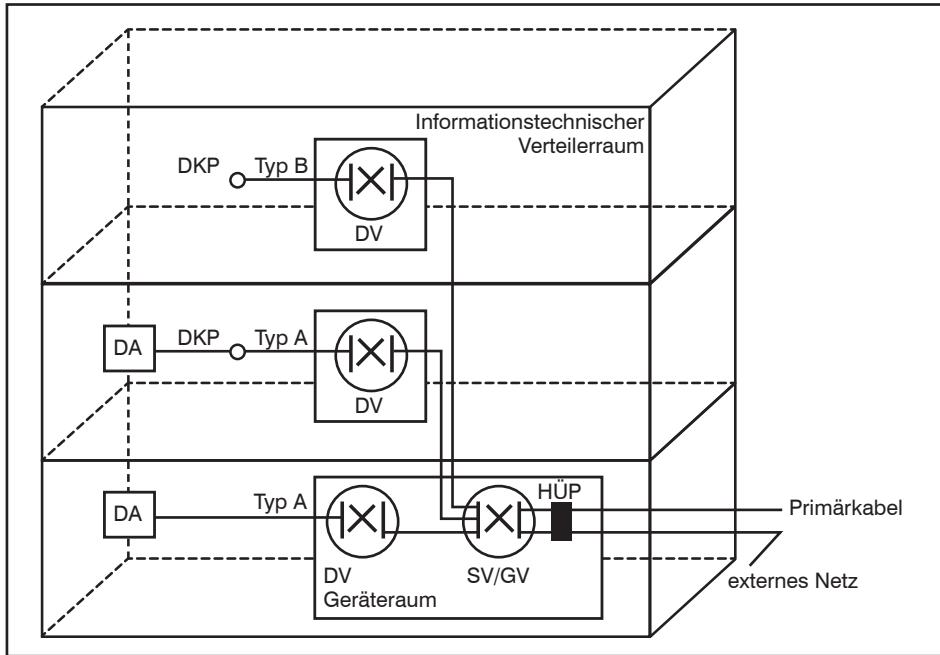 Informationstechnischer
Verteilerraum
DKP Typ B
DV
DA DKP Typ A
DV
DA Typ A HÜP
Primärkabel
DV SV/GV
Geräteraum
externes Netz